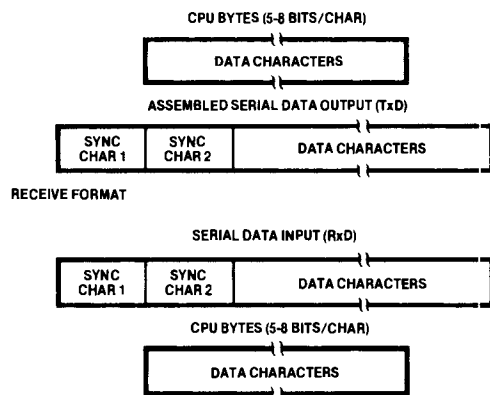 CPU BYTES (5-8 BITS/CHAR)
DATA CHARACTERS
ASSEMBLED SERIAL DATA OUTPUT (TxD)
SYNC CHAR 1 SYNC CHAR 2 DATA CHARACTERS
RECEIVE FORMAT
SERIAL DATA INPUT (RxD)
SYNC CHAR 1 SYNC CHAR 2 DATA CHARACTERS
CPU BYTES (5-8 BITS/CHAR)
DATA CHARACTERS